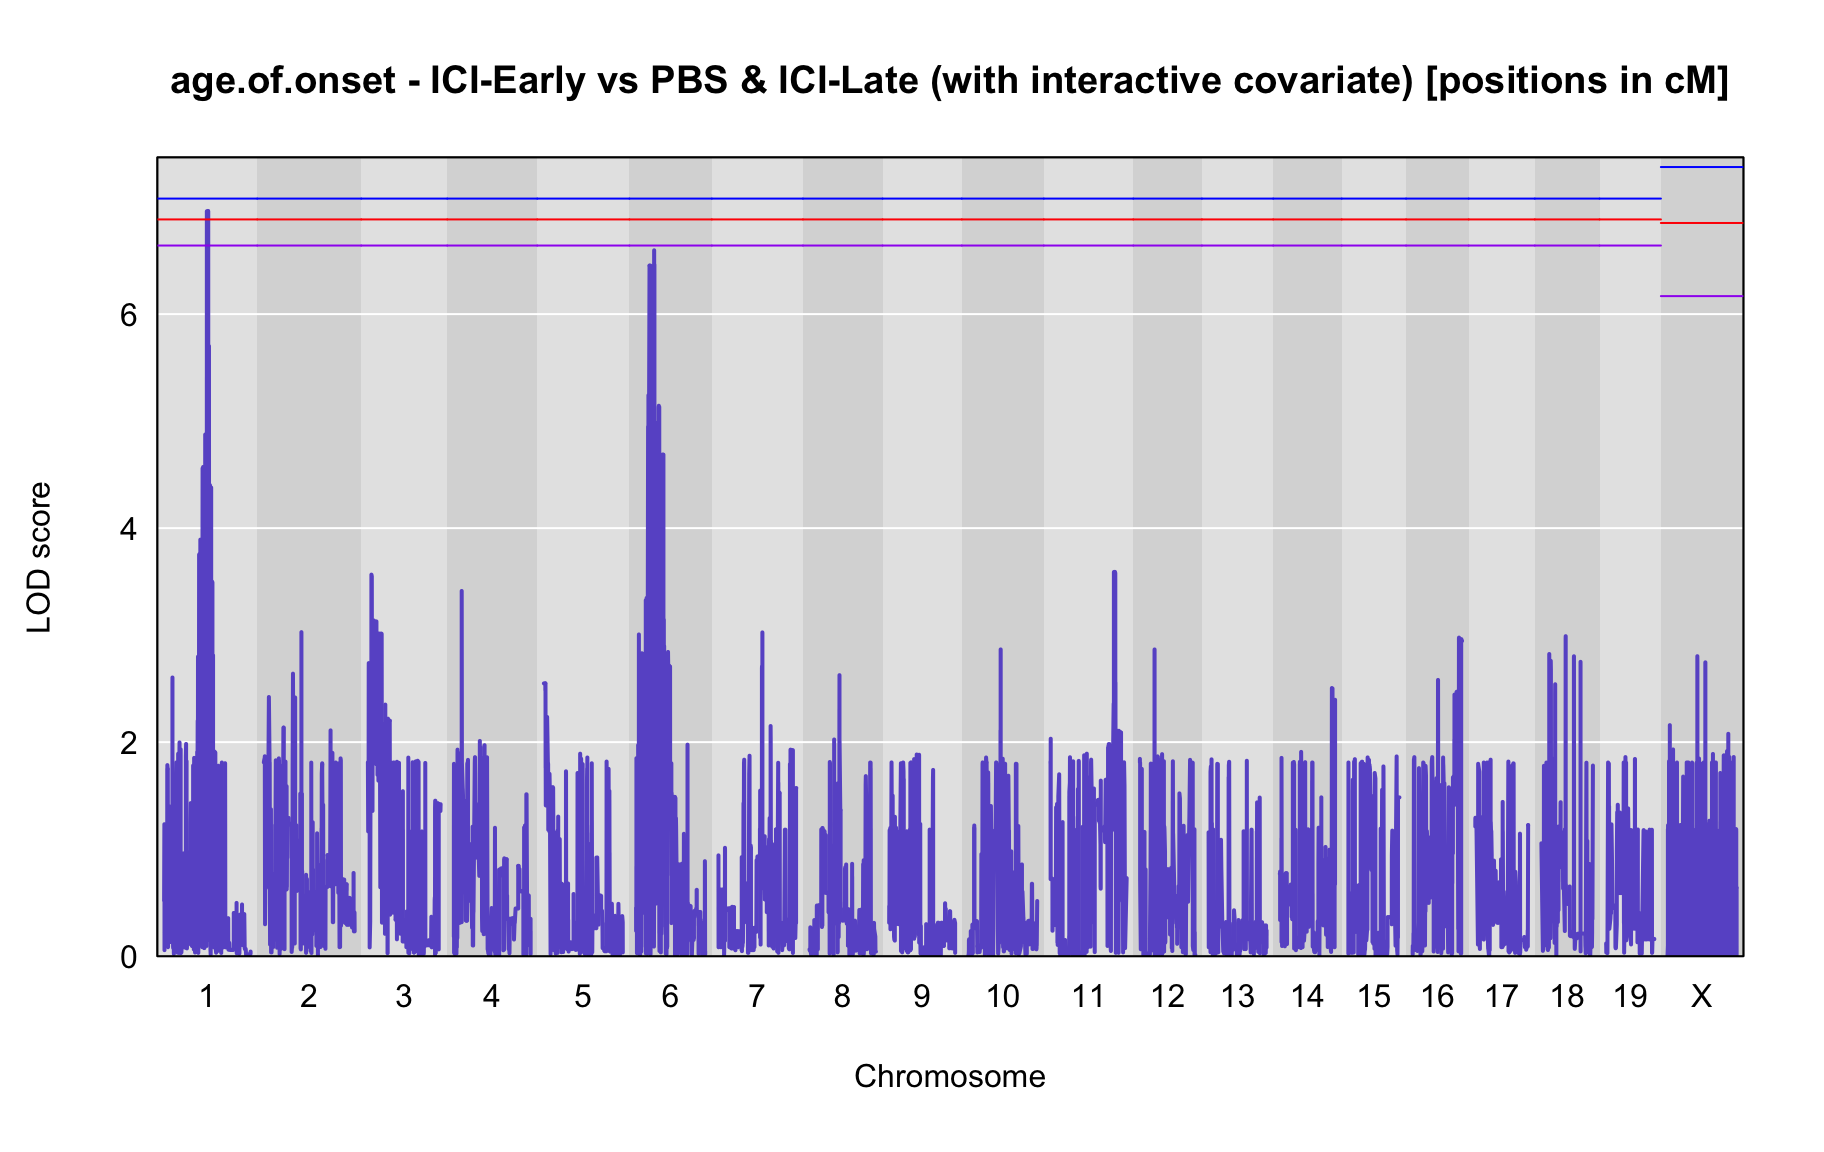 age.of.onset - ICI-Early vs PBS & ICI-Late (with interactive covariate) [positions in cM]
LOD score
6
4
2
0
1 2 3 4 5 6 7 8 9 10 11 12 13 14 15 16 17 18 19 X
Chromosome